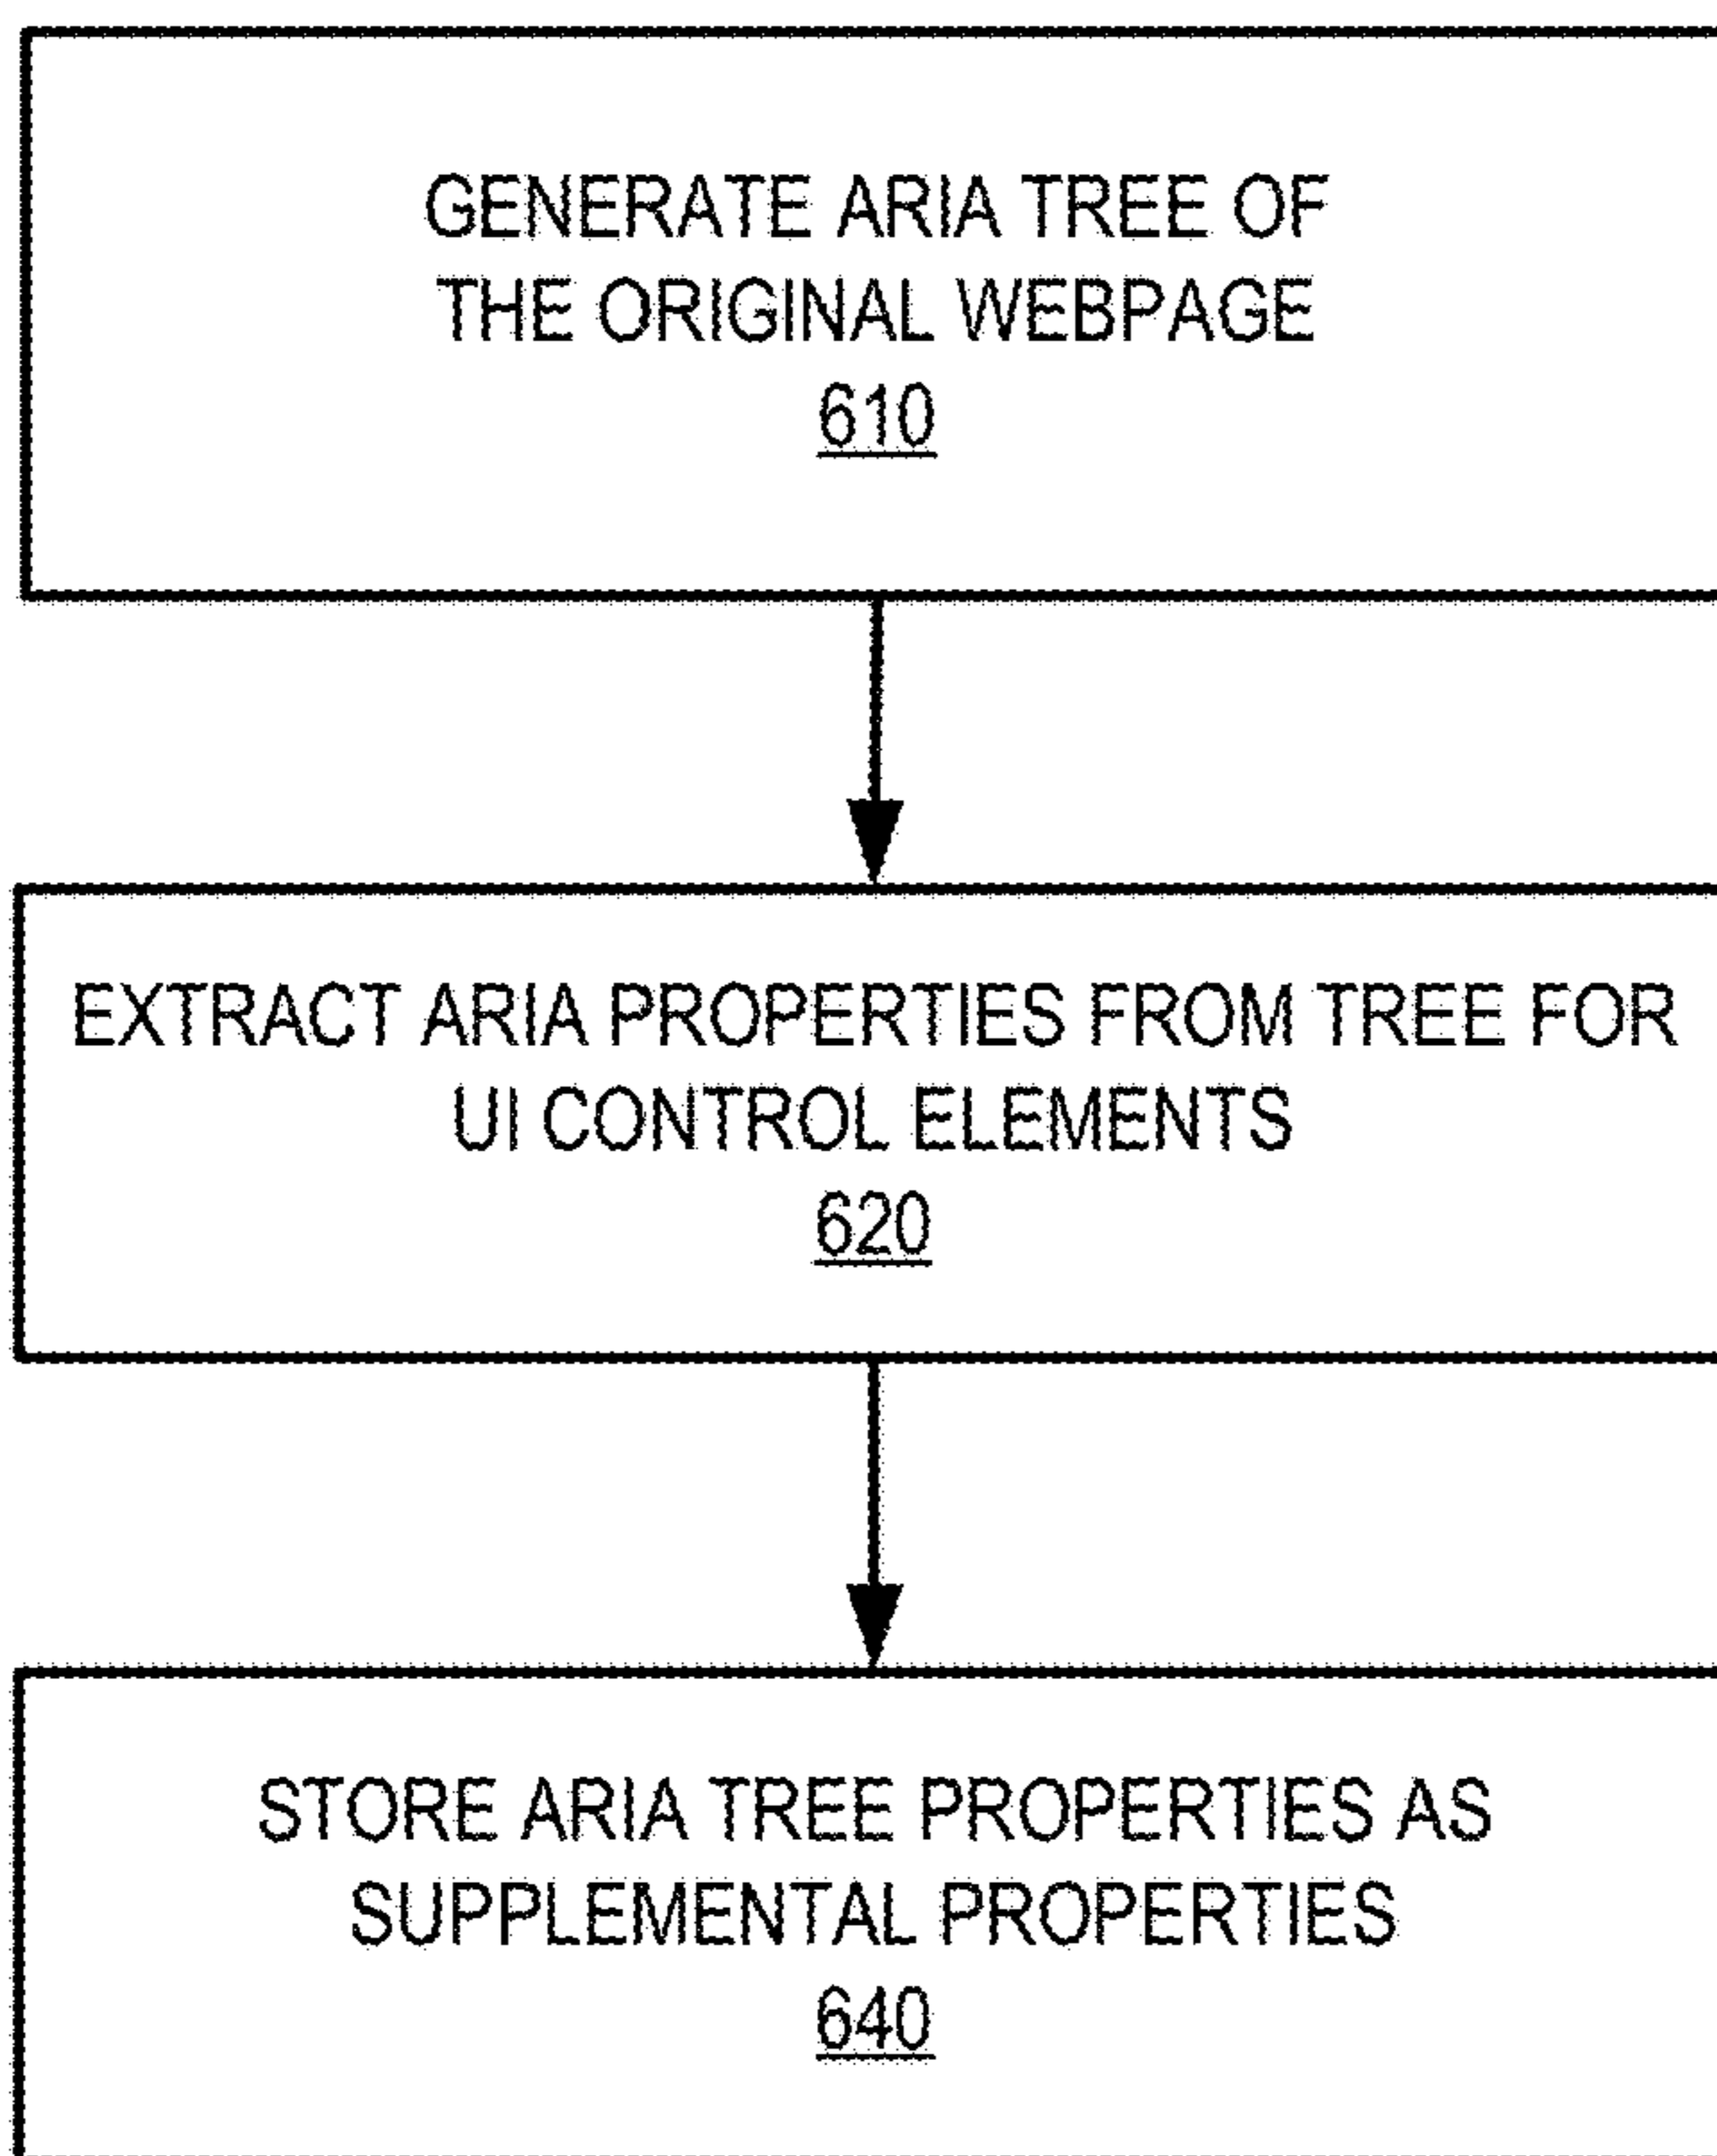 GENERATE ARIA TREE OF
THE ORIGINAL WEBPAGE
610
EXTRACT ARIA PROPERTIES FROM TREE FOR
UI CONTROL ELEMENTS
620
STORE ARIA TREE PROPERTIES AS
SUPPLEMENTAL PROPERTIES
640